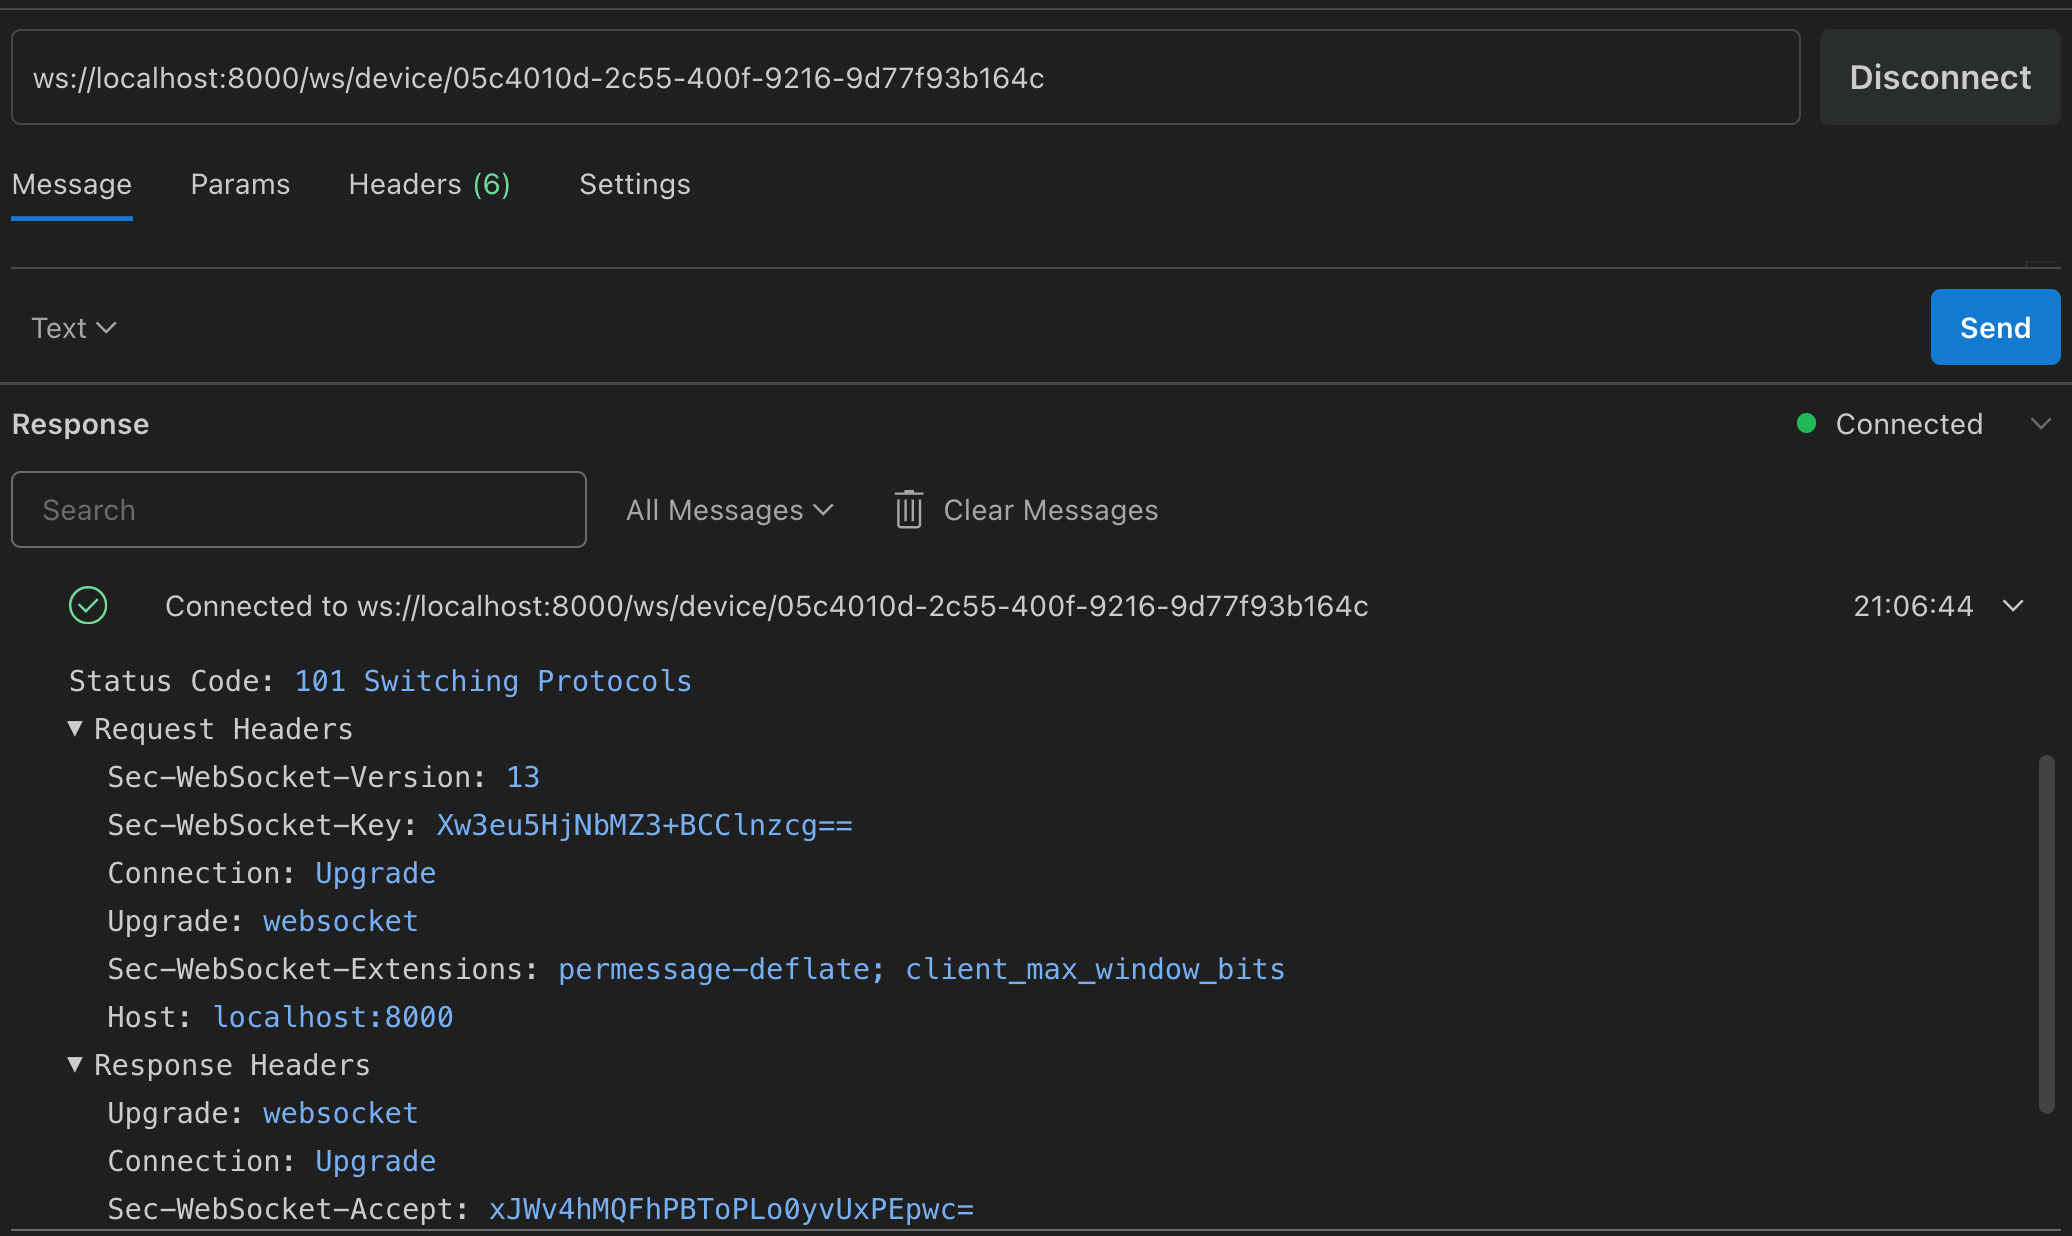 ws://localhost:8000/ws/device/05c4010d-2c55-400f-9216-9d77f93b164c
Disconnect
Message Params Headers (6) Settings
Text
Send
Response
Connected
Search
All Messages
Clear Messages
Connected to ws://localhost:8000/ws/device/05c4010d-2c55-400f-9216-9d77f93b164c
21:06:44
Status Code: 101 Switching Protocols
Request Headers
Sec-WebSocket-Version: 13
Sec-WebSocket-Key: Xw3eu5HjNbMZ3+BCClnzcg==
Connection: Upgrade
Upgrade: websocket
Sec-WebSocket-Extensions: permessage-deflate; client_max_window_bits
Host: localhost:8000
Response Headers
Upgrade: websocket
Connection: Upgrade
Sec-WebSocket-Accept: xJWv4hMQFhPBToPLo0yvUxPEpwc=